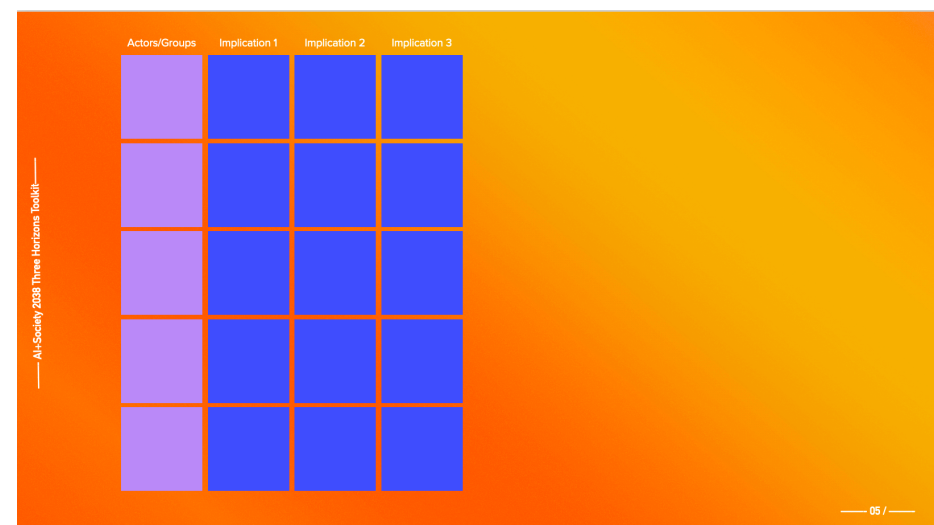 Actors/Groups Implication 1 Implication 2 Implication 3
AI+Society 2038 Three Horizons Toolkit
05 /